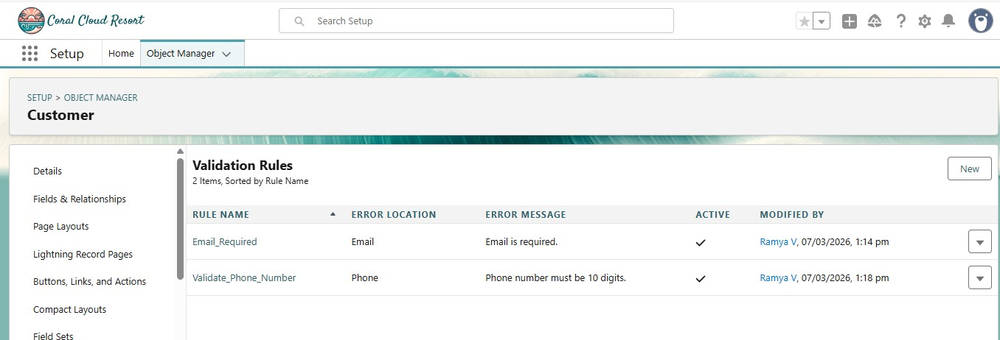 Coral Cloud Resort
Search Setup
Setup
Home
Object Manager
SETUP > OBJECT MANAGER
Customer
Details
Fields & Relationships
Page Layouts
Lightning Record Pages
Buttons, Links, and Actions
Compact Layouts
Field Sets
Validation Rules
2 Items, Sorted by Rule Name
New
RULE NAME ERROR LOCATION ERROR MESSAGE ACTIVE MODIFIED BY
Email_Required Email Email is required. Ramya V, 07/03/2026, 1:14 pm
Validate_Phone_Number Phone Phone number must be 10 digits. Ramya V, 07/03/2026, 1:18 pm